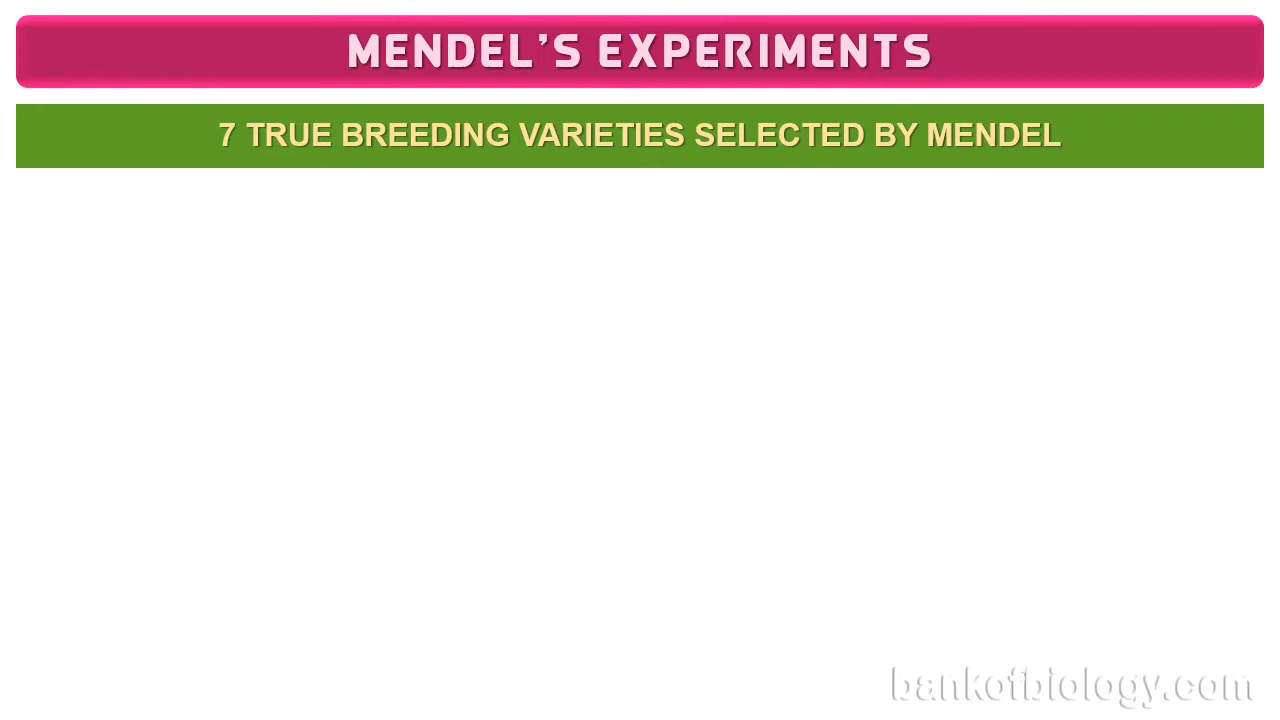 MENDEL’S EXPERIMENTS
7 TRUE BREEDING VARIETIES SELECTED BY MENDEL
bankofbiology.com